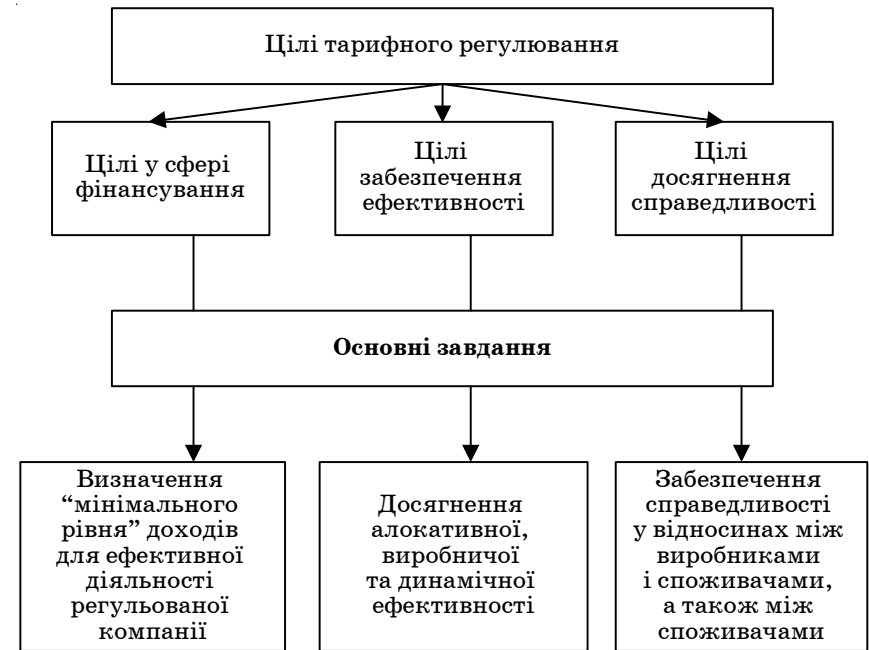 Цілі тарифного регулювання
Цілі у сфері
фінансування
Цілі
забезпечення
ефективності
Цілі
досягнення
справедливості
Основні завдання
Визначення
“мінімального
рівня” доходів
для ефективної
діяльності
регульованої
компанії
Досягнення
алокативної,
виробничої
та динамічної
ефективності
Забезпечення
справедливості
у відносинах між
виробниками
і споживачами,
а також між
споживачами